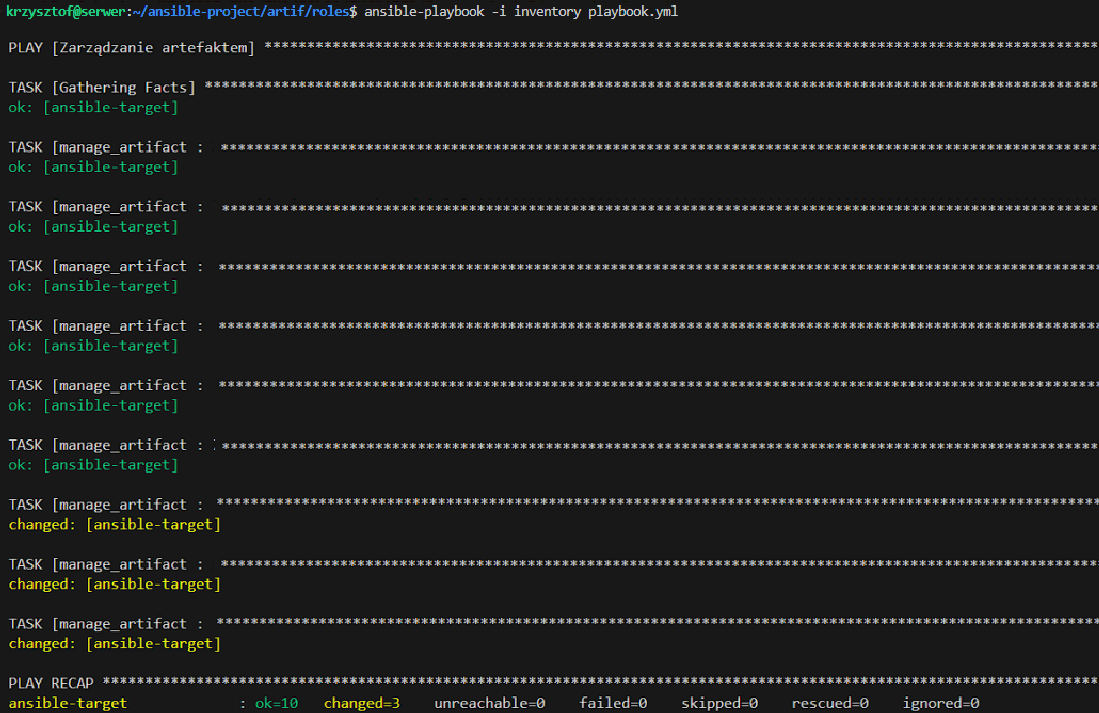 krzysztof@serwer:~/ansible-project/artif/roles$ ansible-playbook -i inventory playbook.yml
PLAY [Zarządzanie artefaktem] **************************************************************************************************
TASK [Gathering Facts] *********************************************************************************************************
ok: [ansible-target]
TASK [manage_artifact : *******************************************************************************************************
ok: [ansible-target]
TASK [manage_artifact : *******************************************************************************************************
ok: [ansible-target]
TASK [manage_artifact : *******************************************************************************************************
ok: [ansible-target]
TASK [manage_artifact : *******************************************************************************************************
ok: [ansible-target]
TASK [manage_artifact : *******************************************************************************************************
ok: [ansible-target]
TASK [manage_artifact : *******************************************************************************************************
ok: [ansible-target]
TASK [manage_artifact : *******************************************************************************************************
changed: [ansible-target]
TASK [manage_artifact : *******************************************************************************************************
changed: [ansible-target]
TASK [manage_artifact : *******************************************************************************************************
changed: [ansible-target]
PLAY RECAP *********************************************************************************************************************
ansible-target : ok=10 changed=3 unreachable=0 failed=0 skipped=0 rescued=0 ignored=0